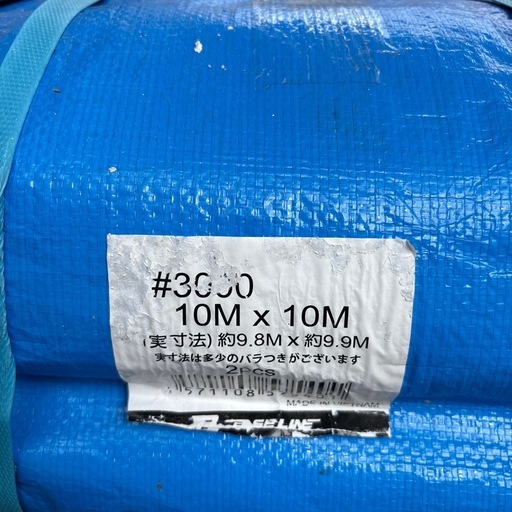 #3000
10M x 10M
(実寸法) 約9.8M x 約9.9M
実寸法は多少のバラつきがございます
2Pcs
571108
MADE IN VIETNAM